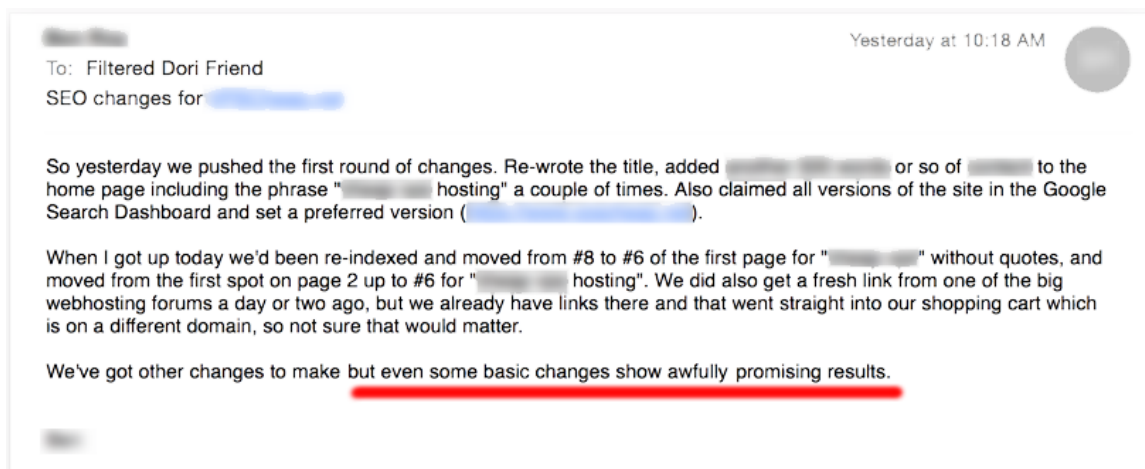 Yesterday at 10:18 AM
To: Filtered Dori Friend
SEO changes for
So yesterday we pushed the first round of changes. Re-wrote the title, added or so of to the
home page including the phrase " hosting" a couple of times. Also claimed all versions of the site in the Google
Search Dashboard and set a preferred version ( ).
When I got up today we'd been re-indexed and moved from #8 to #6 of the first page for " " without quotes, and
moved from the first spot on page 2 up to #6 for " hosting". We did also get a fresh link from one of the big
webhosting forums a day or two ago, but we already have links there and that went straight into our shopping cart which
is on a different domain, so not sure that would matter.
We've got other changes to make but even some basic changes show awfully promising results.